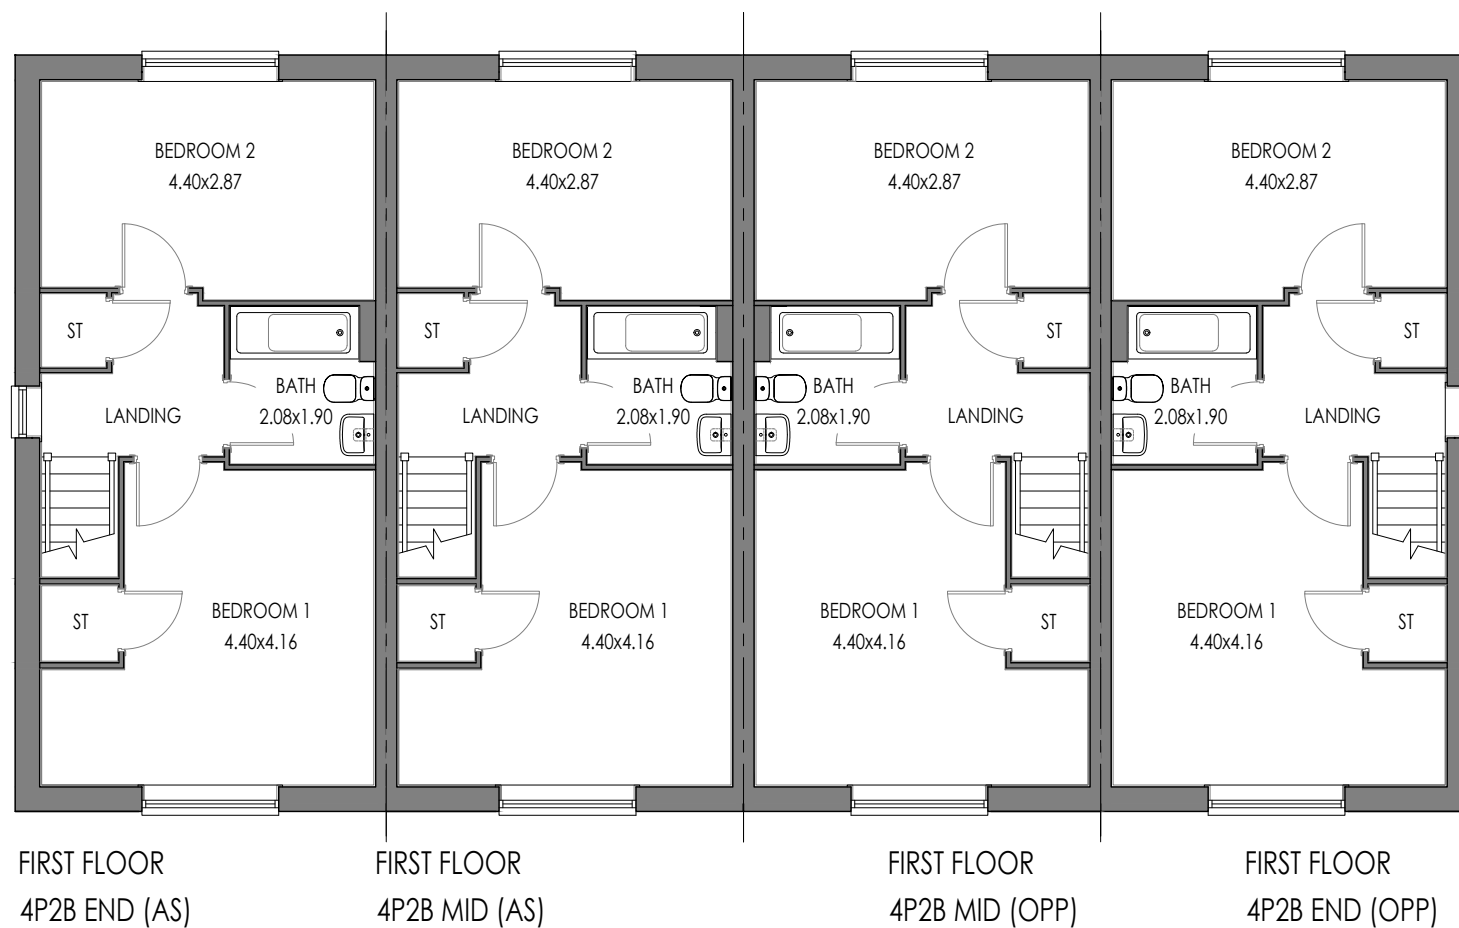 BEDROOM 2
4.40x2.87
BEDROOM 2
4.40x2.87
BEDROOM 2
4.40x2.87
BEDROOM 2
4.40x2.87
ST
ST
ST
ST
BATH
2.08x1.90
LANDING
BATH
2.08x1.90
LANDING
BATH
2.08x1.90
LANDING
BATH
2.08x1.90
LANDING
BEDROOM 1
4.40x4.16
ST
BEDROOM 1
4.40x4.16
ST
BEDROOM 1
4.40x4.16
ST
BEDROOM 1
4.40x4.16
ST
FIRST FLOOR
4P2B END (AS)
FIRST FLOOR
4P2B MID (AS)
FIRST FLOOR
4P2B MID (OPP)
FIRST FLOOR
4P2B END (OPP)